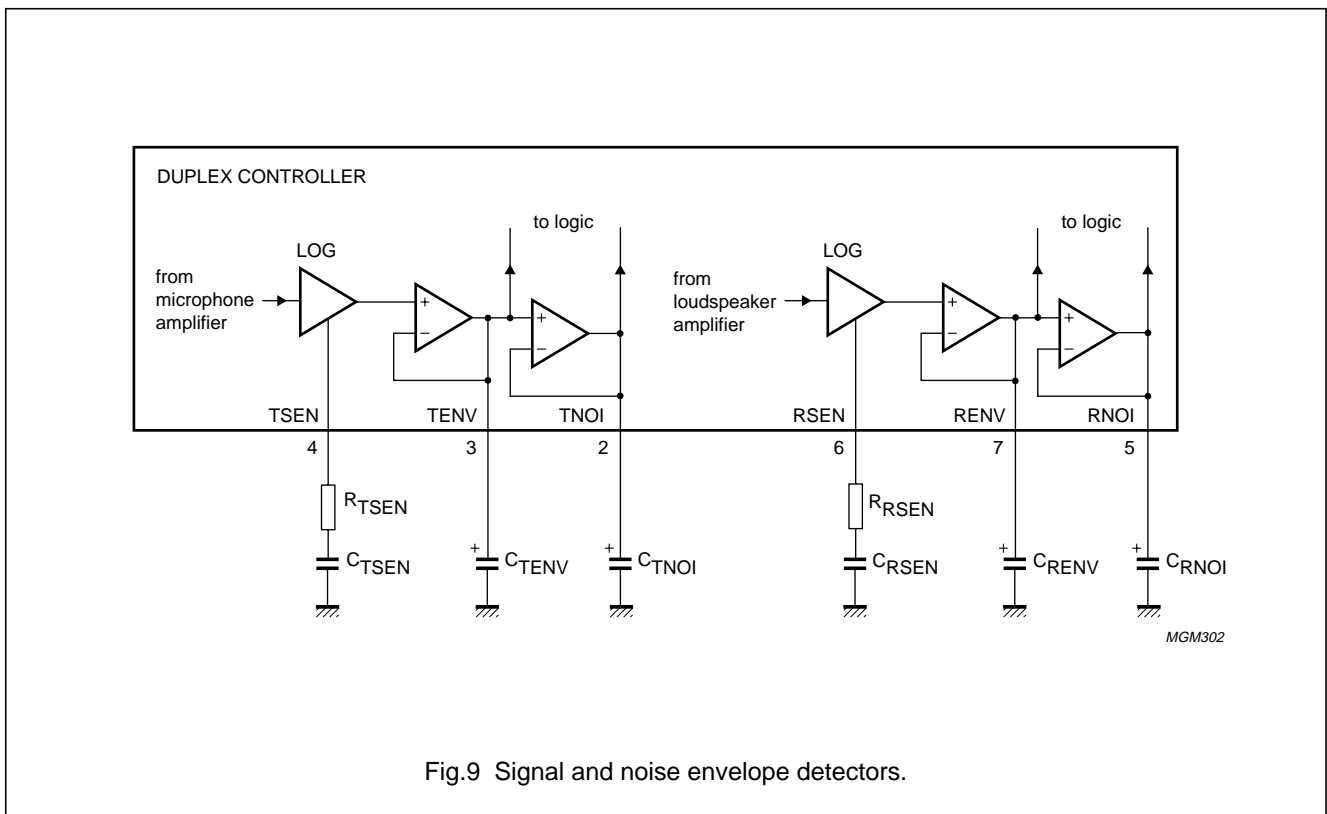 DUPLEX CONTROLLER
to logic
to logic
LOG
LOG
from
microphone
amplifier
from
loudspeaker
amplifier
+
−
+
−
+
−
+
−
TSEN
TENV
TNOI
RSEN
RENV
RNOI
4
3
2
6
7
5
RTSEN
RRSEN
CTSEN
+
CTENV
+
CTNOI
CRSEN
+
CRENV
+
CRNOI
MGM302
Fig.9 Signal and noise envelope detectors.